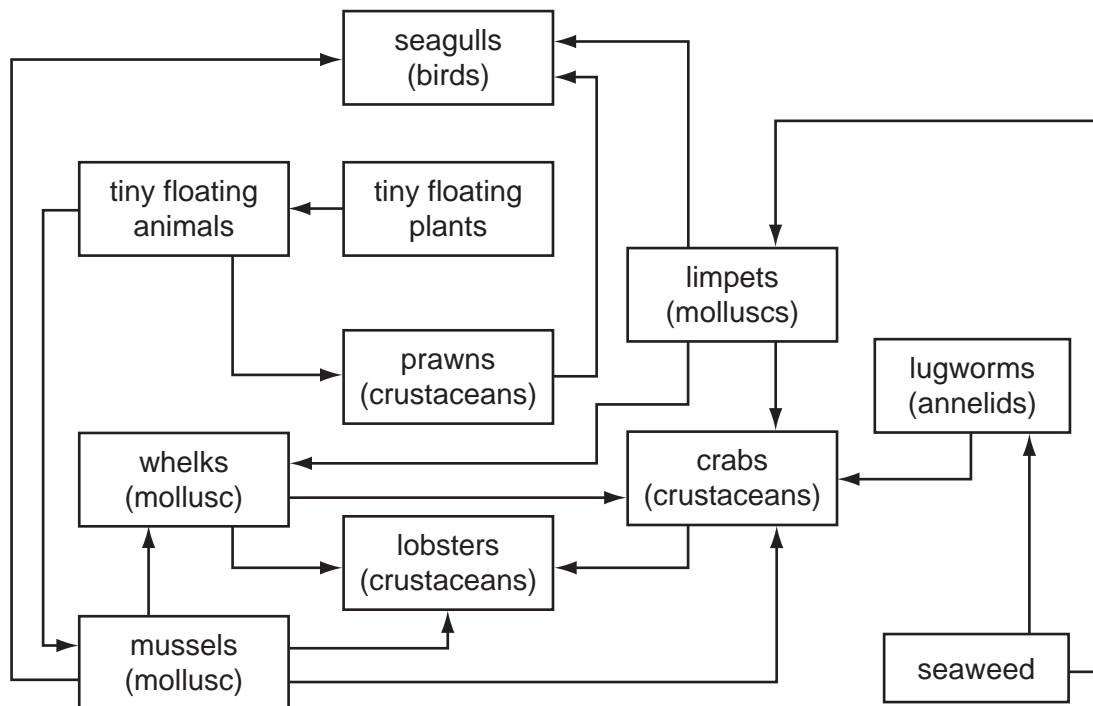 seagulls
(birds)
tiny floating
animals
tiny floating
plants
limpets
(molluscs)
prawns
(crustaceans)
lugworms
(annelids)
whelks
(mollusc)
crabs
(crustaceans)
lobsters
(crustaceans)
mussels
(mollusc)
seaweed